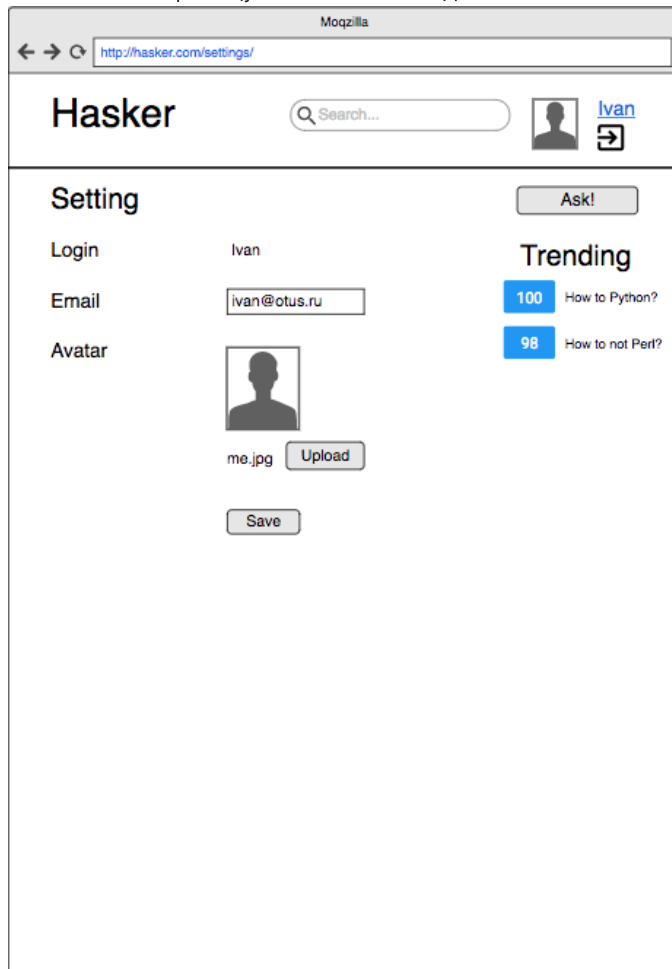 Moqzilla
http://hasker.com/settings/
Hasker
Search...
Ivan
Setting
Ask!
Login
Ivan
Trending
Email
ivan@otus.ru
100 How to Python?
Avatar
98 How to not Perl?
me.jpg
Upload
Save